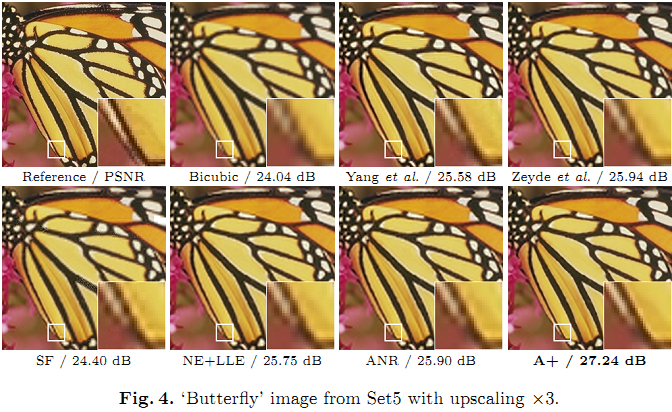 Reference / PSNR
Bicubic / 24.04 dB
Yang et al. / 25.58 dB
Zeyde et al. / 25.94 dB
SF / 24.40 dB
NE+LLE / 25.75 dB
ANR / 25.90 dB
A+ / 27.24 dB
Fig. 4. ‘Butterfly’ image from Set5 with upscaling ×3.